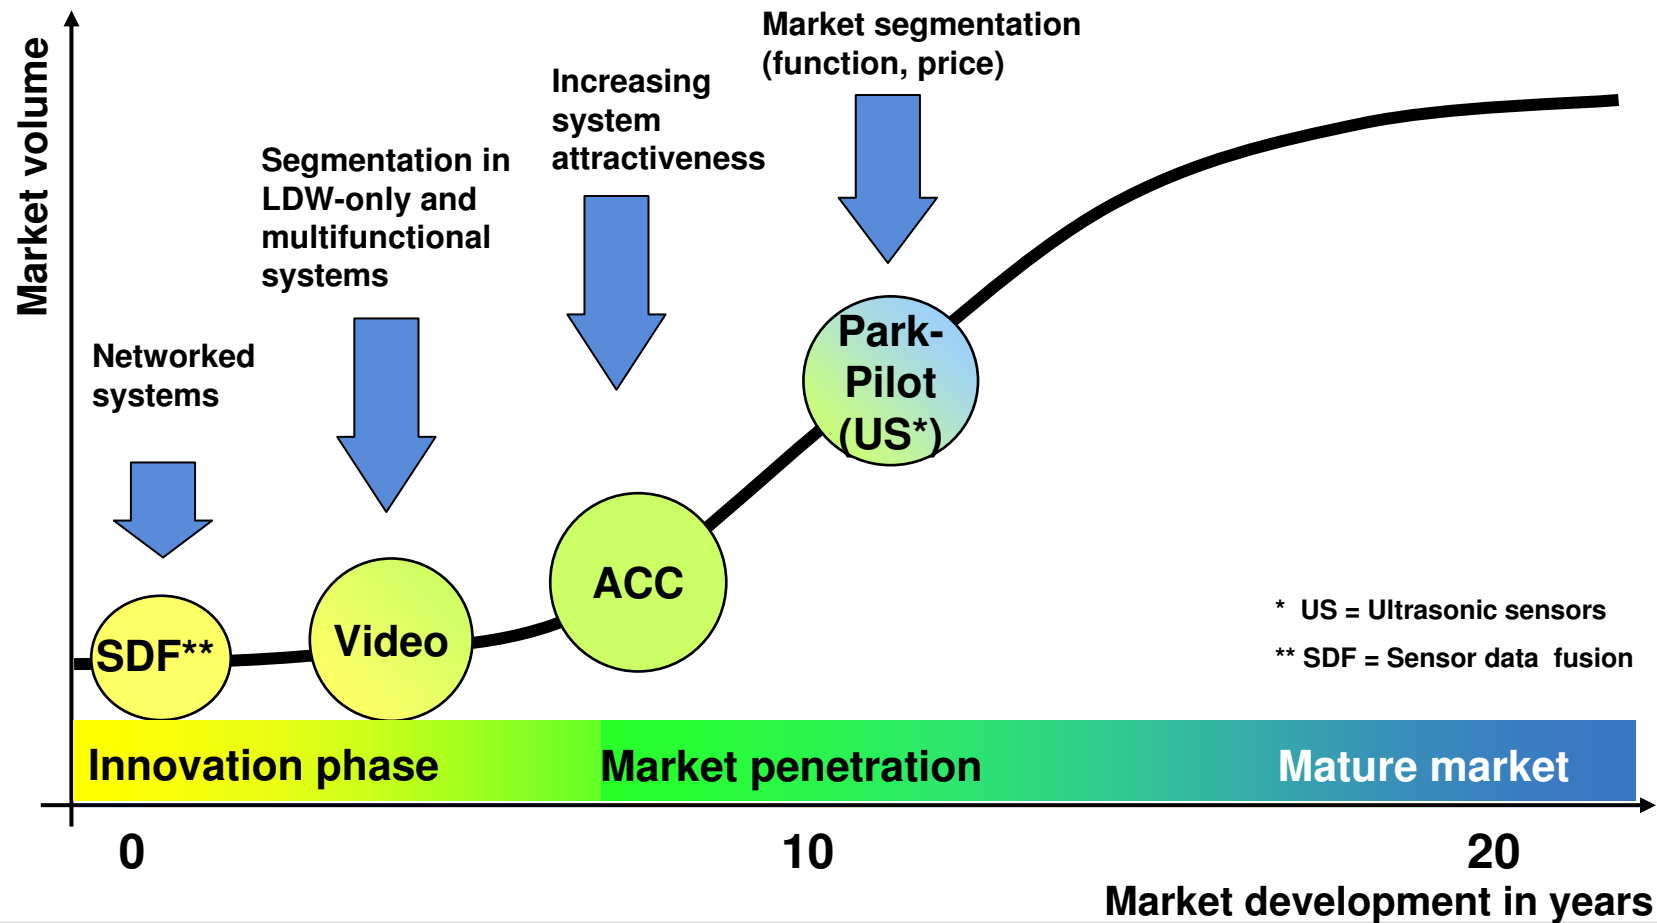 Market volume
Market segmentation
(function, price)
Increasing
system
attractiveness
Segmentation in
LDW-only and
multifunctional
systems
Networked
systems
Park-
Pilot
(US*)
ACC
Video
SDF**
* US = Ultrasonic sensors
** SDF = Sensor data fusion
Innovation phase
Market penetration
Mature market
0
10
20
Market development in years